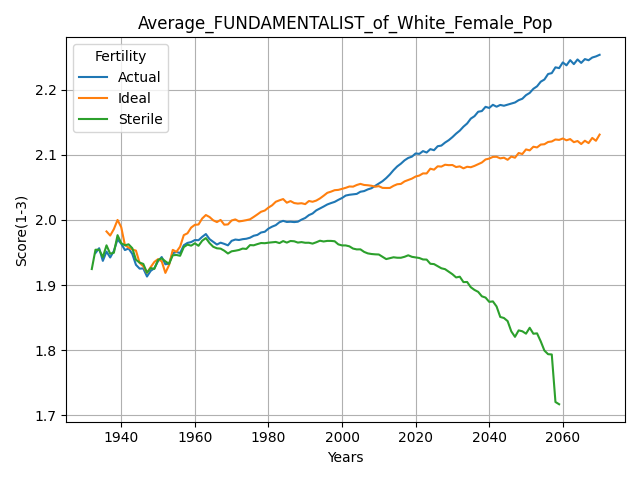 Average_FUNDAMENTALIST_of_White_Female_Pop
Fertility
Actual
Ideal
Sterile
Score(1-3)
2.2
2.1
2.0
1.9
1.8
1.7
1940 1960 1980 2000 2020 2040 2060
Years